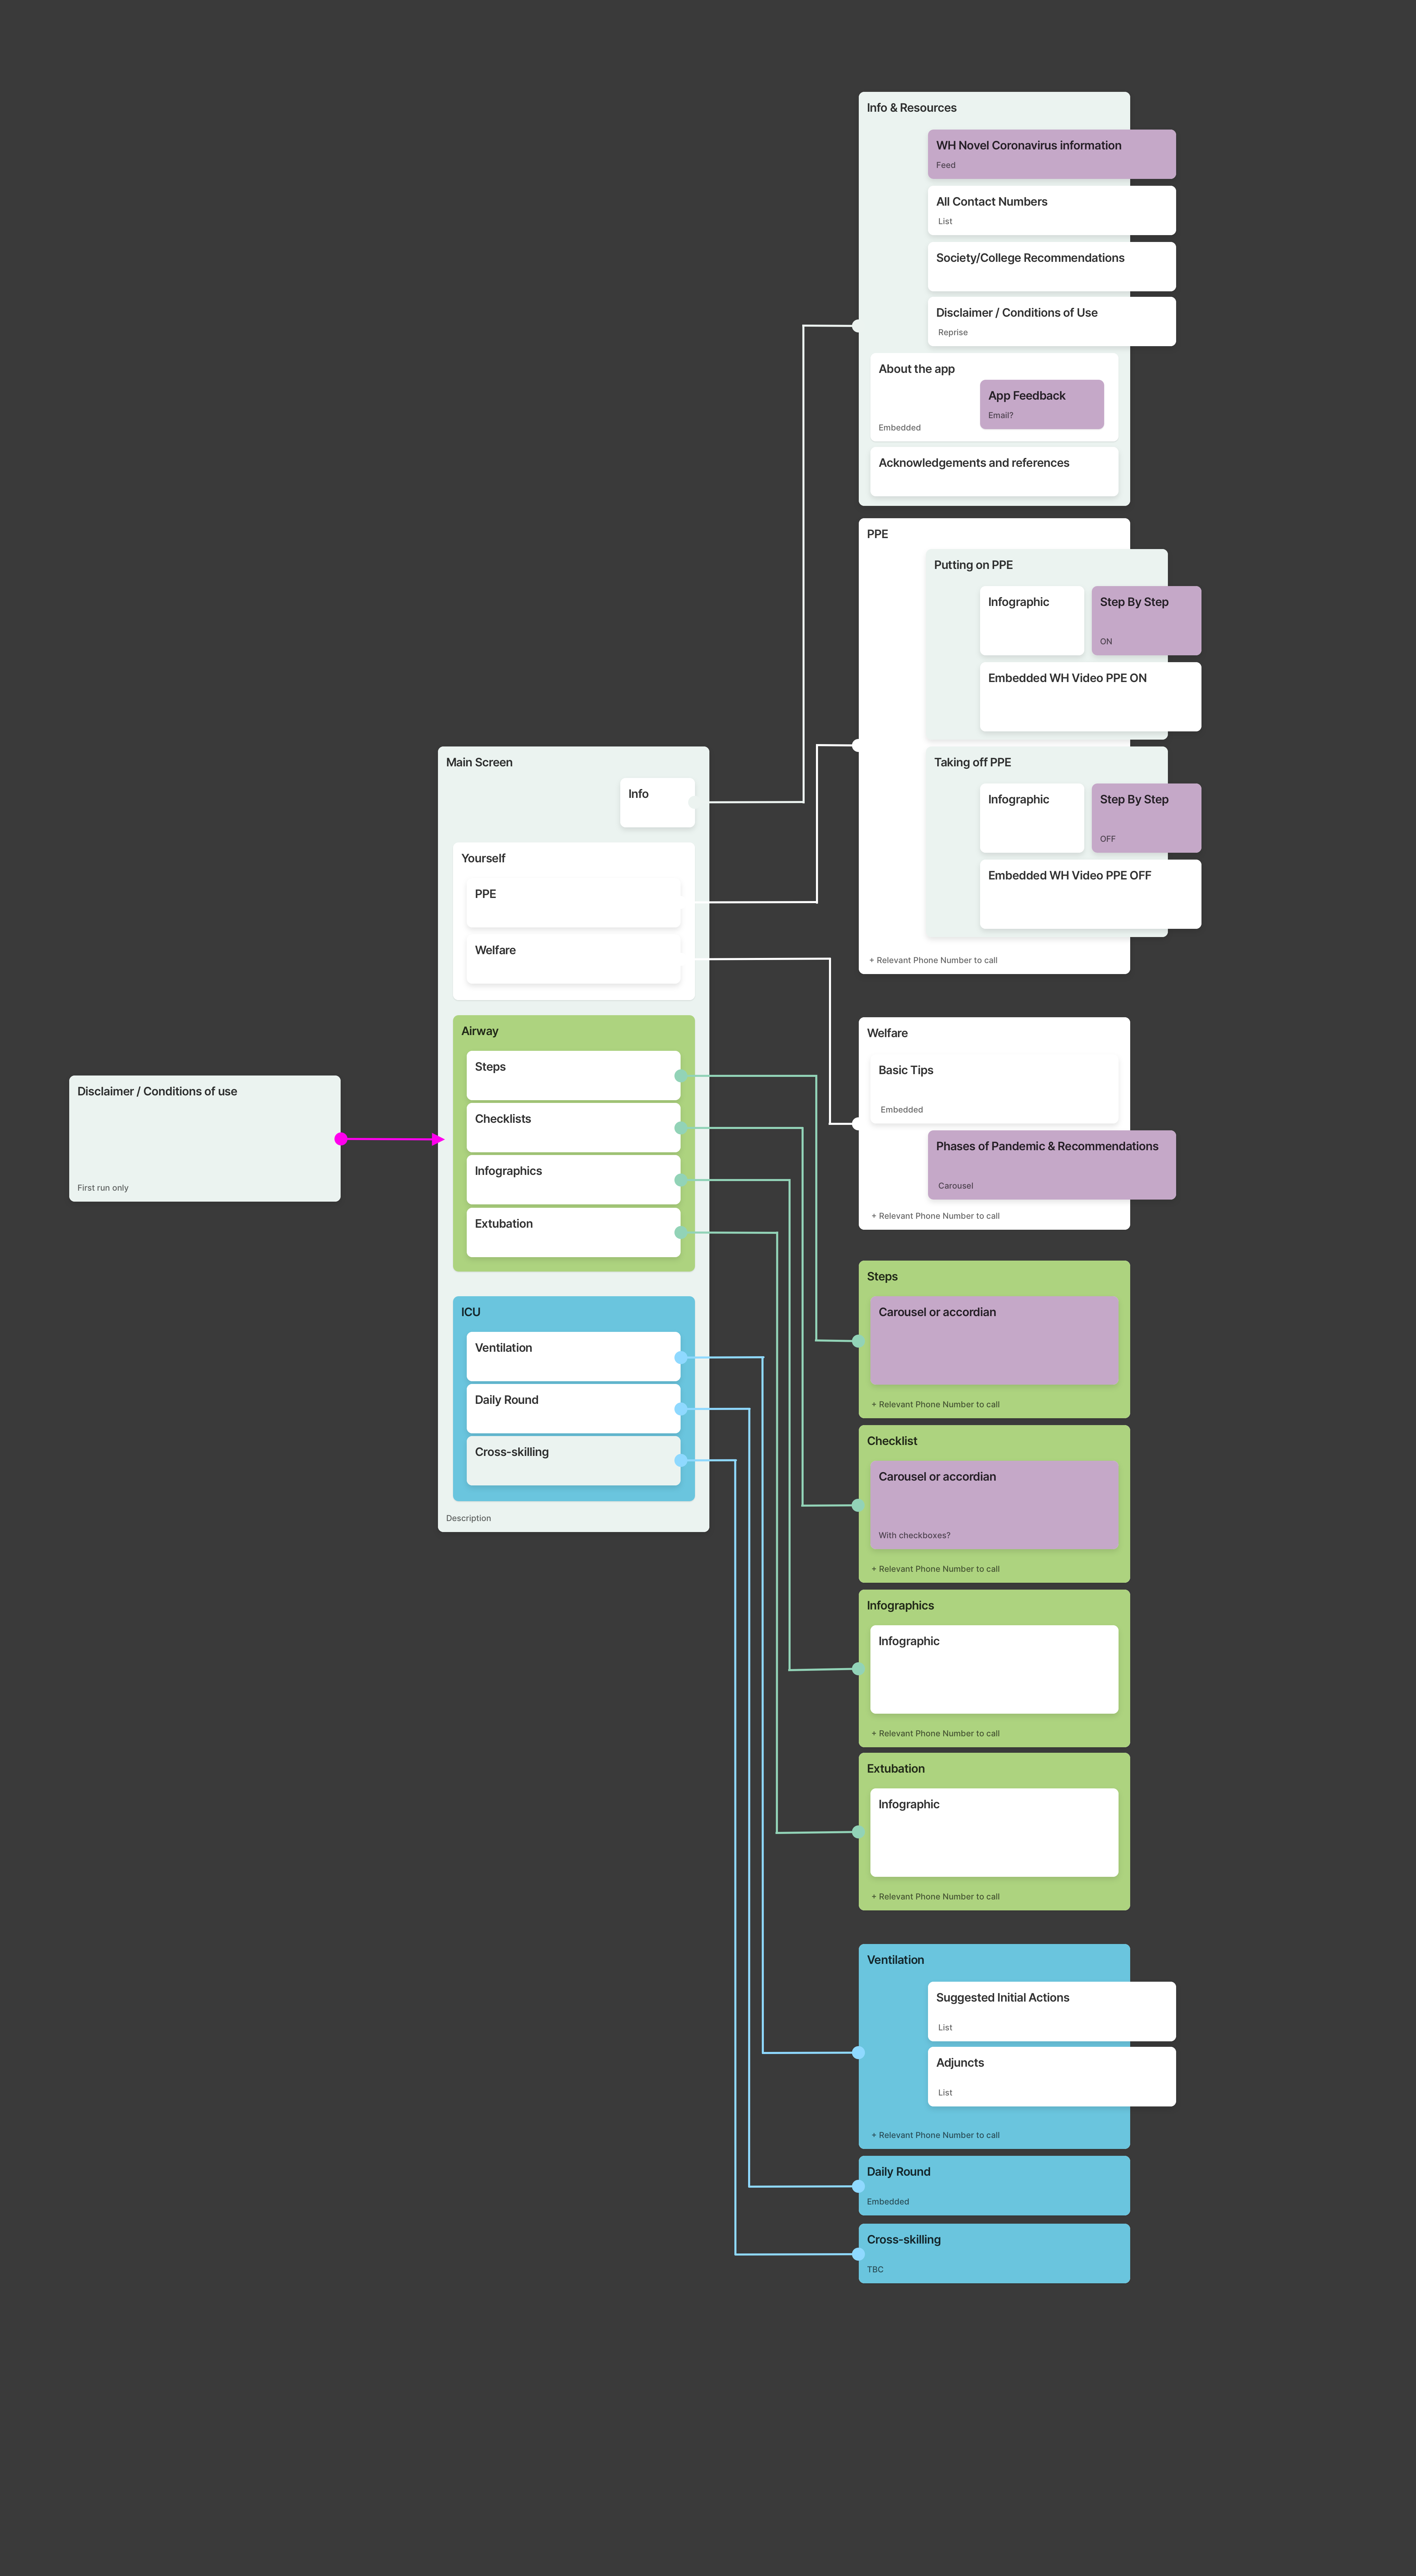 Disclaimer / Conditions of use
First run only
Main Screen
Info
Yourself
PPE
Welfare
Airway
Steps
Checklists
Infographics
Extubation
ICU
Ventilation
Daily Round
Cross-skilling
Description
Info & Resources
WH Novel Coronavirus information
Feed
All Contact Numbers
List
Society/College Recommendations
Disclaimer / Conditions of Use
Reprise
About the app
App Feedback
Email?
Embedded
Acknowledgements and references
PPE
Putting on PPE
Infographic
Step By Step
ON
Embedded WH Video PPE ON
Taking off PPE
Infographic
Step By Step
OFF
Embedded WH Video PPE OFF
+ Relevant Phone Number to call
Welfare
Basic Tips
Embedded
Phases of Pandemic & Recommendations
Carousel
+ Relevant Phone Number to call
Steps
Carousel or accordian
+ Relevant Phone Number to call
Checklist
Carousel or accordian
With checkboxes?
+ Relevant Phone Number to call
Infographics
Infographic
+ Relevant Phone Number to call
Extubation
Infographic
+ Relevant Phone Number to call
Ventilation
Suggested Initial Actions
List
Adjuncts
List
+ Relevant Phone Number to call
Daily Round
Embedded
Cross-skilling
TBC